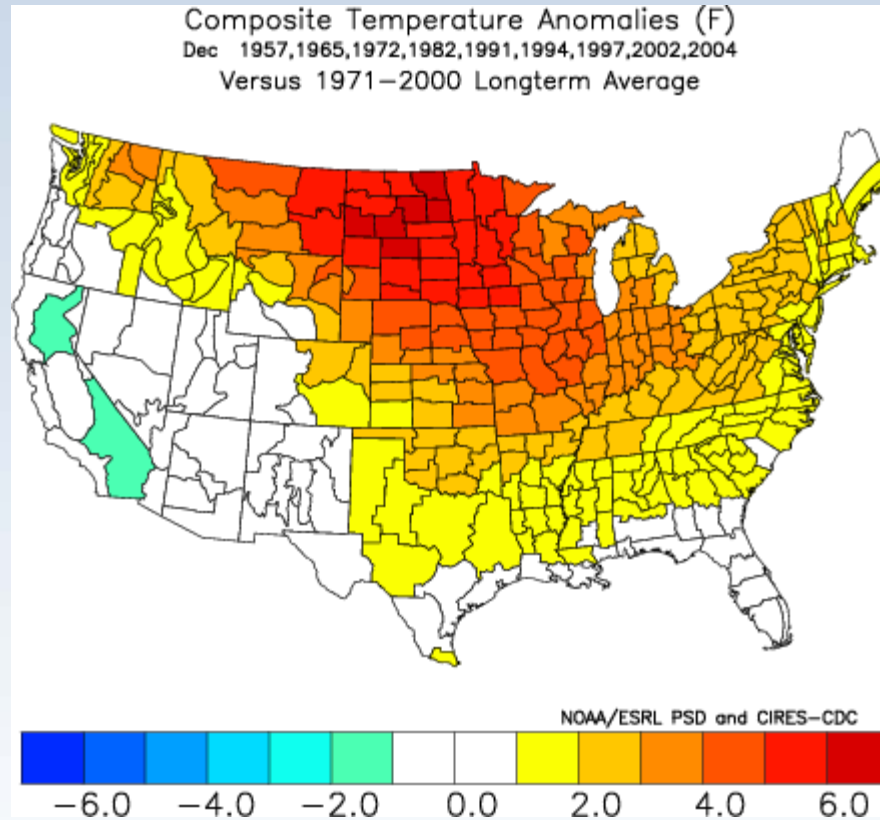 Composite Temperature Anomalies (F)
Dec 1957,1965,1972,1982,1991,1994,1997,2002,2004
Versus 1971−2000 Longterm Average
NOAA/ESRL PSD and CIRES−CDC
−6.0 −4.0 −2.0 0.0 2.0 4.0 6.0